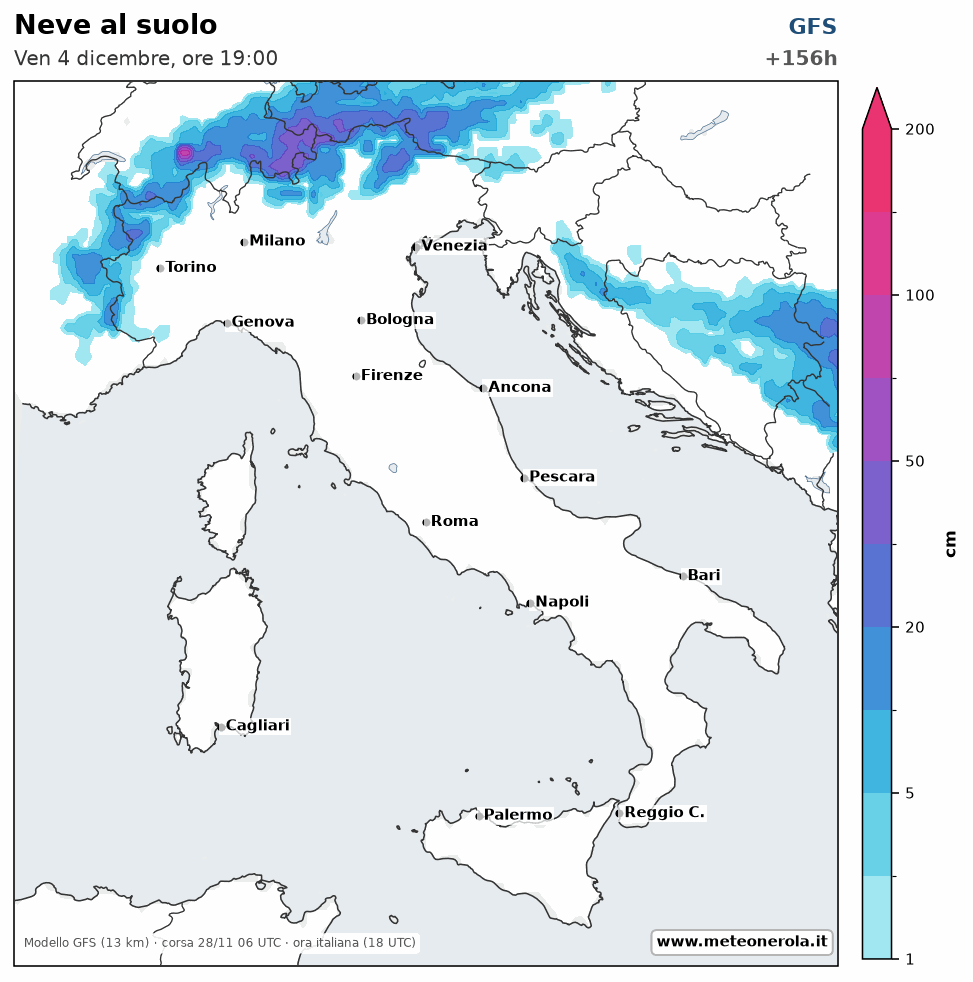 Neve al suolo
GFS
Ven 4 dicembre, ore 19:00
+156h
200
Milano
Venezia
Torino
100
Genova
Bologna
Firenze
Ancona
50
Pescara
Roma
cm
Bari
Napoli
20
Cagliari
5
Palermo
Reggio C.
Modello GFS (13 km) · corsa 28/11 06 UTC · ora italiana (18 UTC)
www.meteonerola.it
1